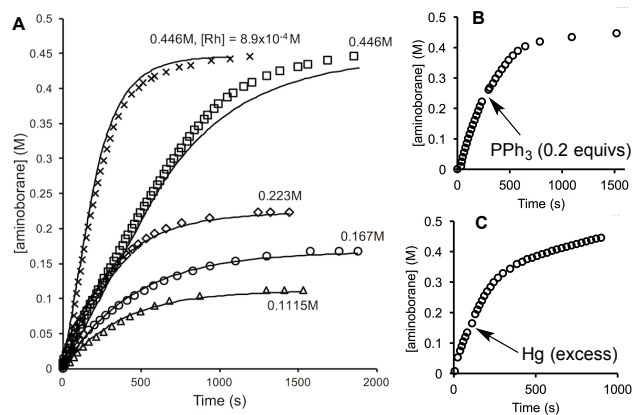 A
0.446M, [Rh] = 8.9x10⁻⁴M
0.446M
0.223M
0.167M
0.1115M
[aminoborane] (M)
0.5
0.45
0.4
0.35
0.3
0.25
0.2
0.15
0.1
0.05
0
0 500 1000 1500 2000
Time (s)
B
[aminoborane] (M)
0.5
0.4
0.3
0.2
0.1
0
PPh₃ (0.2 equivs)
0 500 1000 1500
Time (s)
C
[aminoborane] (M)
0.5
0.4
0.3
0.2
0.1
0
Hg (excess)
0 500 1000
Time (s)